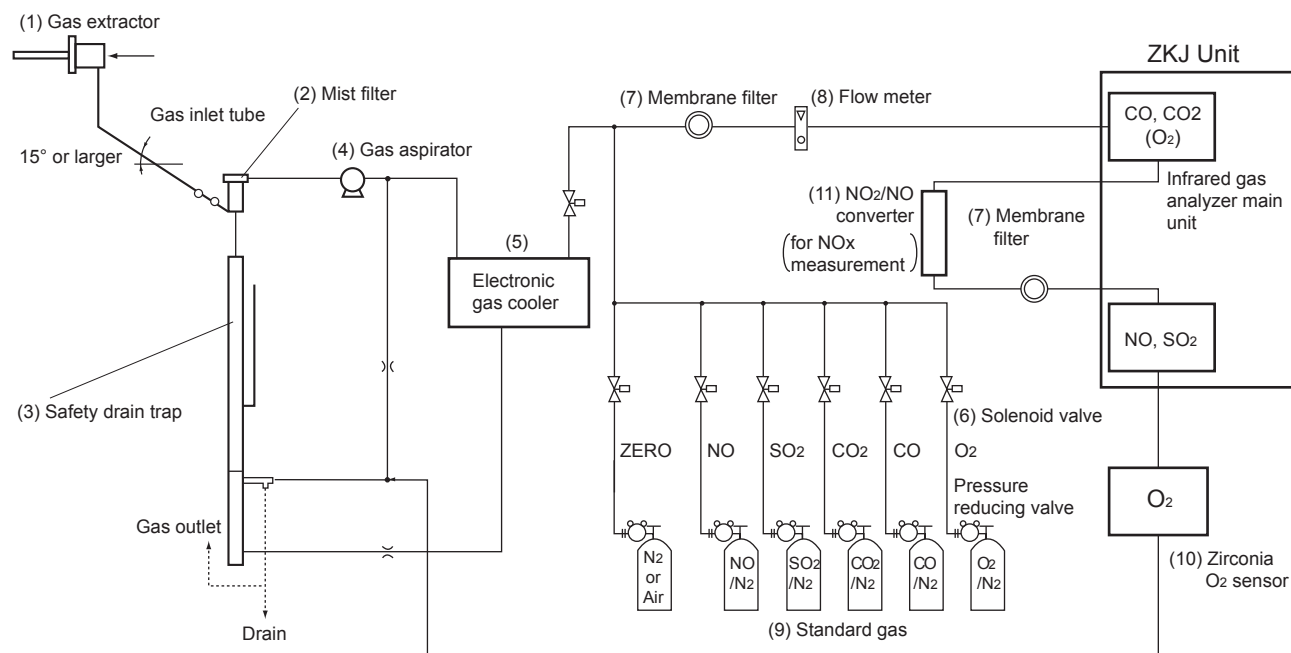 (1) Gas extractor
ZKJ Unit
(2) Mist filter
(7) Membrane filter
(8) Flow meter
CO, CO2
(O2)
Gas inlet tube
15° or larger
(4) Gas aspirator
Infrared gas
analyzer main
unit
(11) NO2/NO
converter
(for NOx
measurement)
(7) Membrane
filter
(5)
Electronic
gas cooler
NO, SO2
(3) Safety drain trap
(6) Solenoid valve
ZERO
NO
SO2
CO2
CO
O2
Pressure
reducing valve
O2
Gas outlet
N2
or
Air
NO
/N2
SO2
/N2
CO2
/N2
CO
/N2
O2
/N2
(10) Zirconia
O2 sensor
Drain
(9) Standard gas